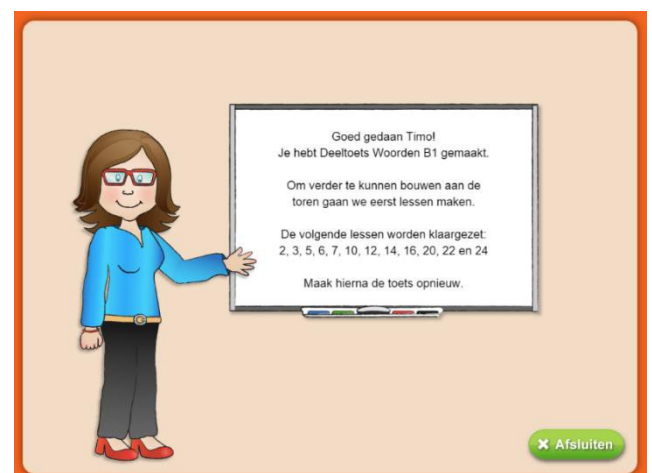 Goed gedaan Timo!
Je hebt Deeltoets Woorden B1 gemaakt.
Om verder te kunnen bouwen aan de
toren gaan we eerst lessen maken.
De volgende lessen worden klaargezet:
2, 3, 5, 6, 7, 10, 12, 14, 16, 20, 22 en 24
Maak hierna de toets opnieuw.
Afsluiten